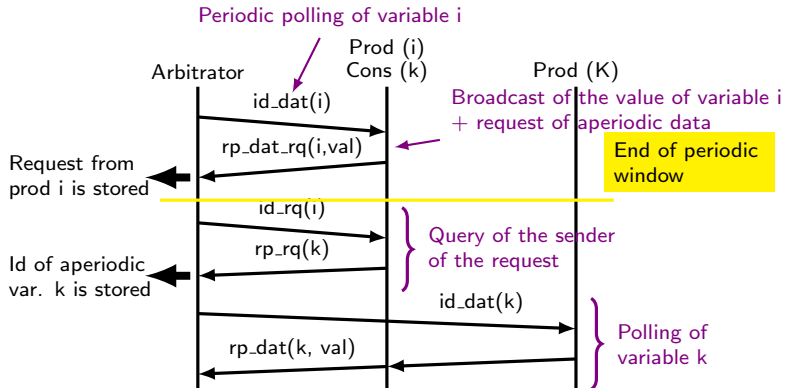 Periodic polling of variable i
Prod (i)
Arbitrator
Cons (k)
Prod (K)
id_dat(i)
Broadcast of the value of variable i
+ request of aperiodic data
rp_dat_rq(i,val)
End of periodic
window
Request from
prod i is stored
id_rq(i)
Query of the sender
of the request
rp_rq(k)
Id of aperiodic
var. k is stored
id_dat(k)
Polling of
variable k
rp_dat(k, val)